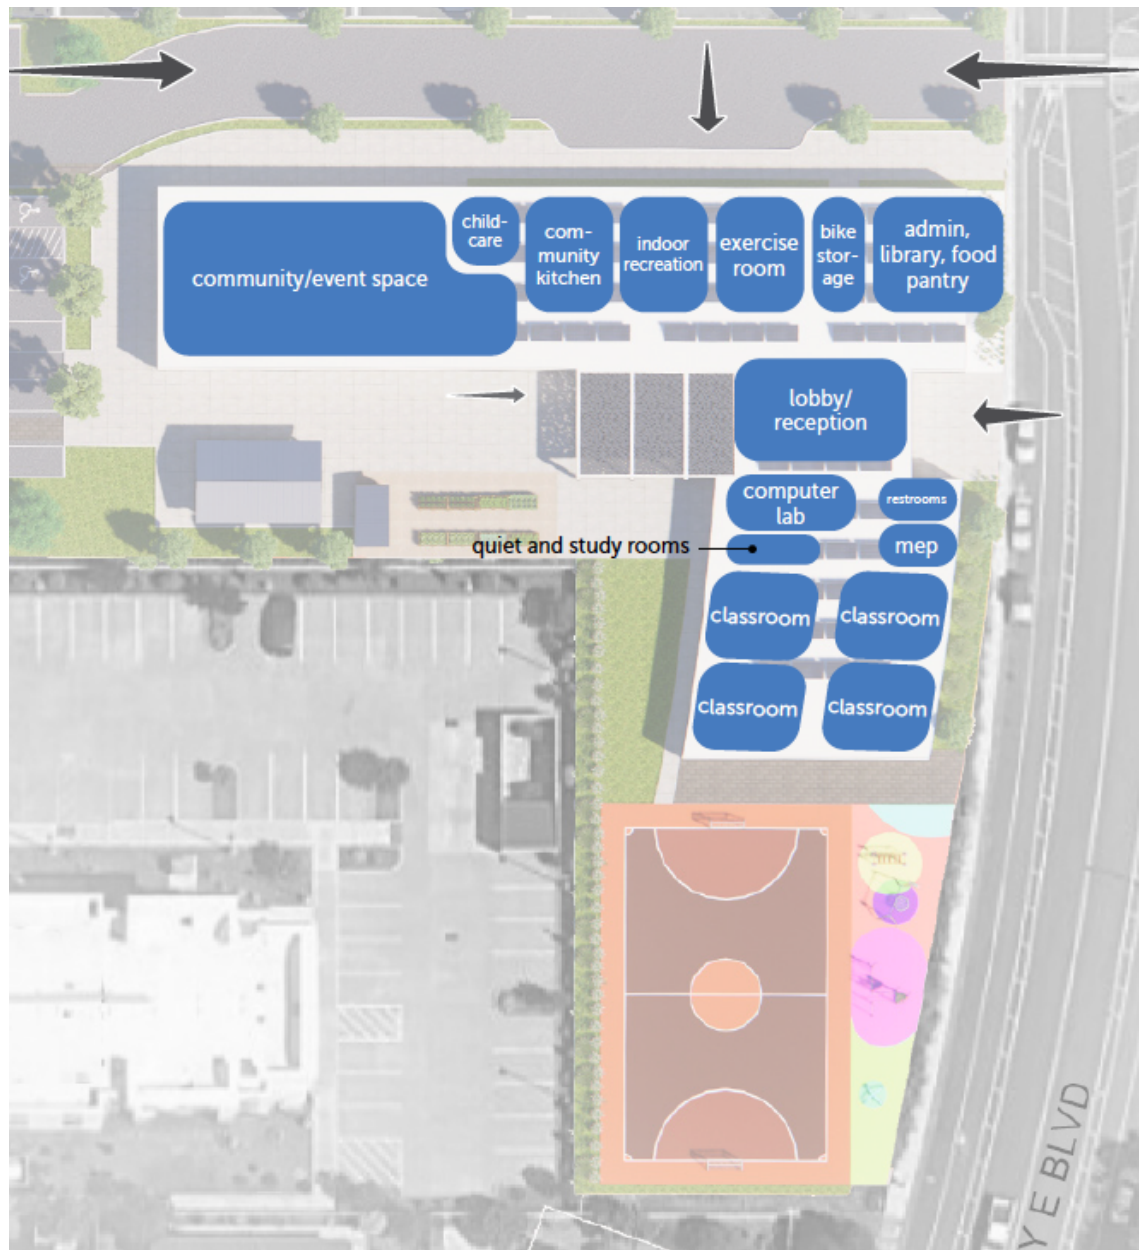 child-
care
com-
munity
kitchen
indoor
recreation
exercise
room
bike
stor-
age
admin,
library, food
pantry
community/event space
lobby/
reception
computer
lab
restrooms
quiet and study rooms
mep
classroom
classroom
classroom
classroom
Y E BLVD